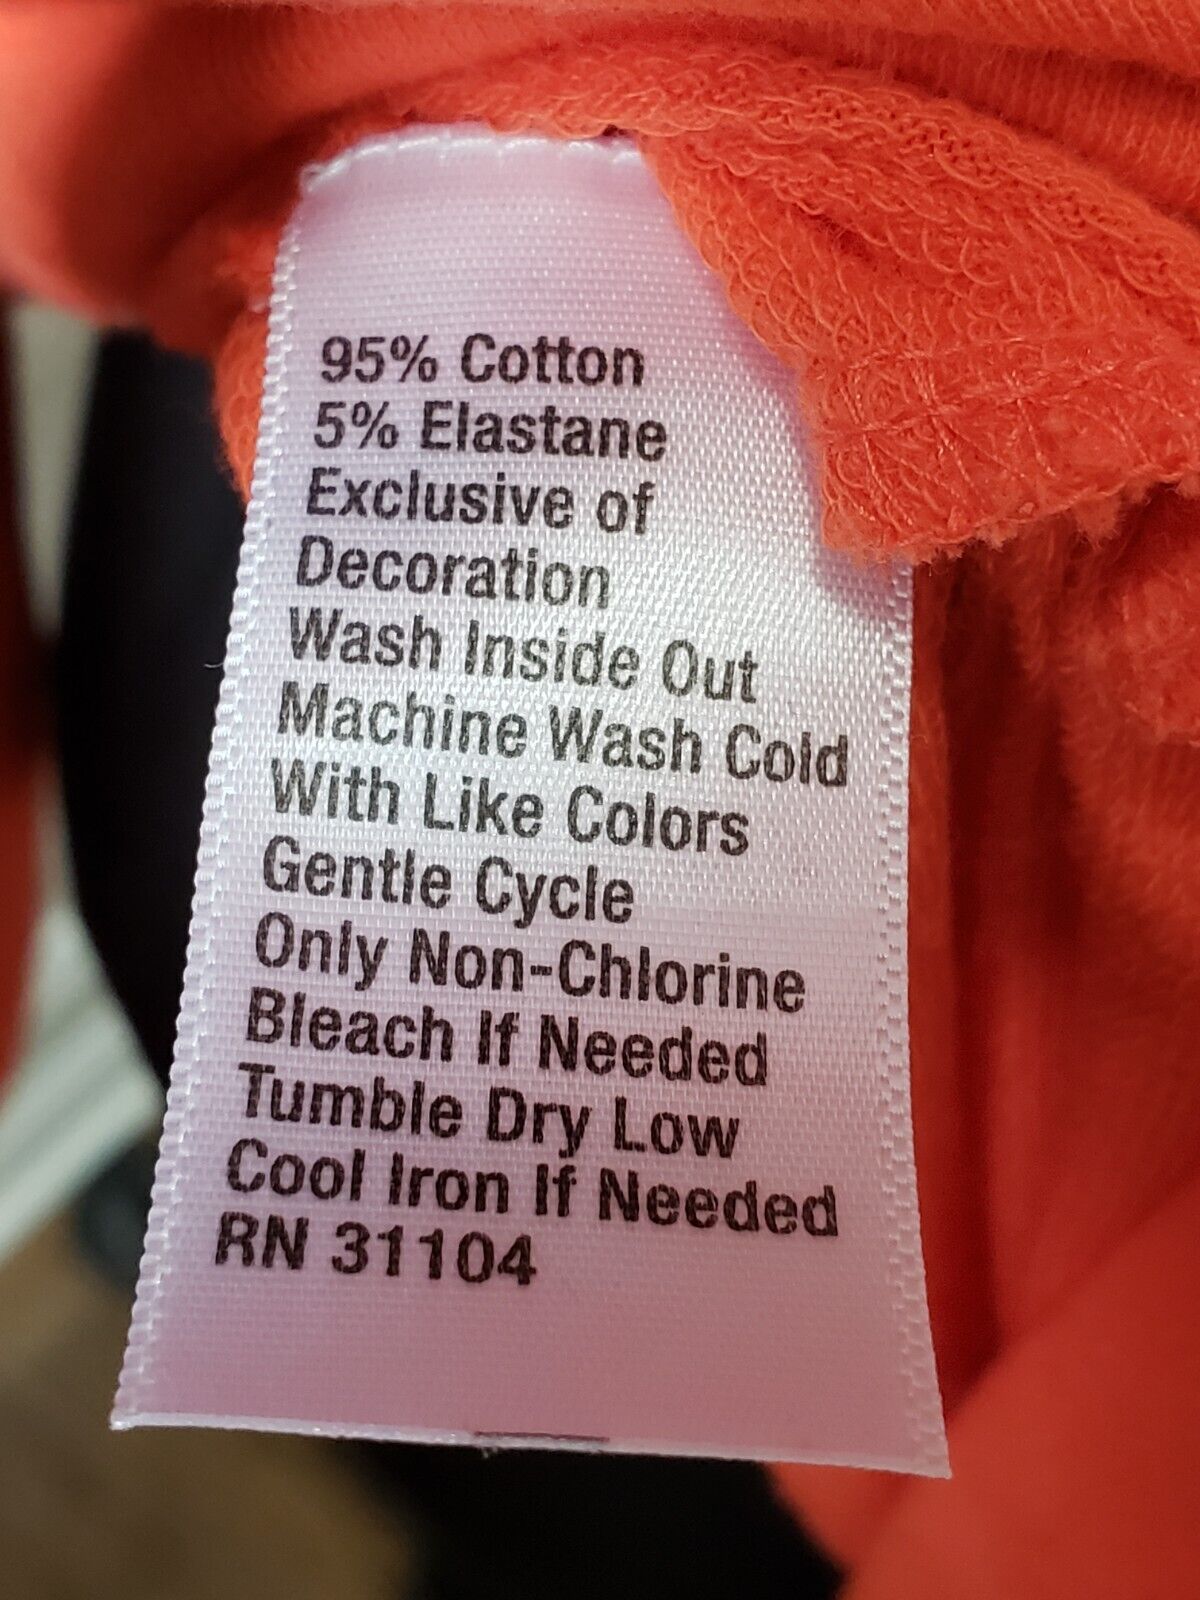 95% Cotton
5% Elastane
Exclusive of
Decoration
Wash Inside Out
Machine Wash Cold
With Like Colors
Gentle Cycle
Only Non-Chlorine
Bleach If Needed
Tumble Dry Low
Cool Iron If Needed
RN 31104